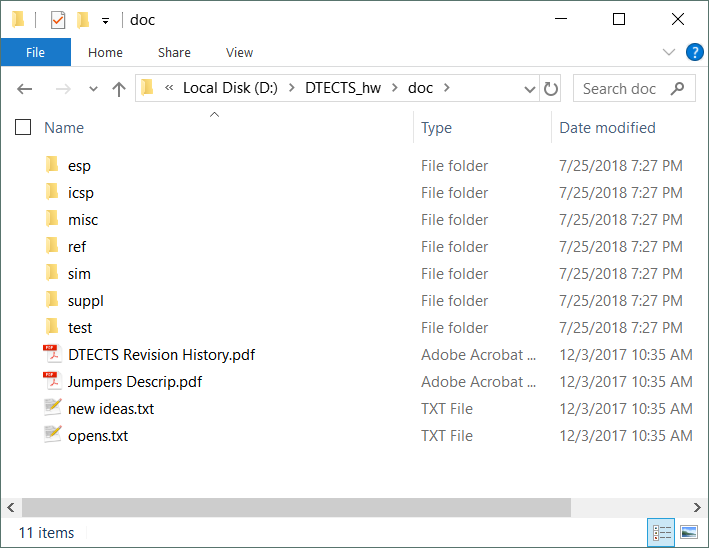 doc
File Home Share View
« Local Disk (D:) > DTECTS_hw > doc > Search doc
Name Type Date modified
esp File folder 7/25/2018 7:27 PM
icsp File folder 7/25/2018 7:27 PM
misc File folder 7/25/2018 7:27 PM
ref File folder 7/25/2018 7:27 PM
sim File folder 7/25/2018 7:27 PM
suppl File folder 7/25/2018 7:27 PM
test File folder 7/25/2018 7:27 PM
DTECTS Revision History.pdf Adobe Acrobat ... 12/3/2017 10:35 AM
Jumpers Descrip.pdf Adobe Acrobat ... 12/3/2017 10:35 AM
new ideas.txt TXT File 12/3/2017 10:35 AM
opens.txt TXT File 12/3/2017 10:35 AM
11 items